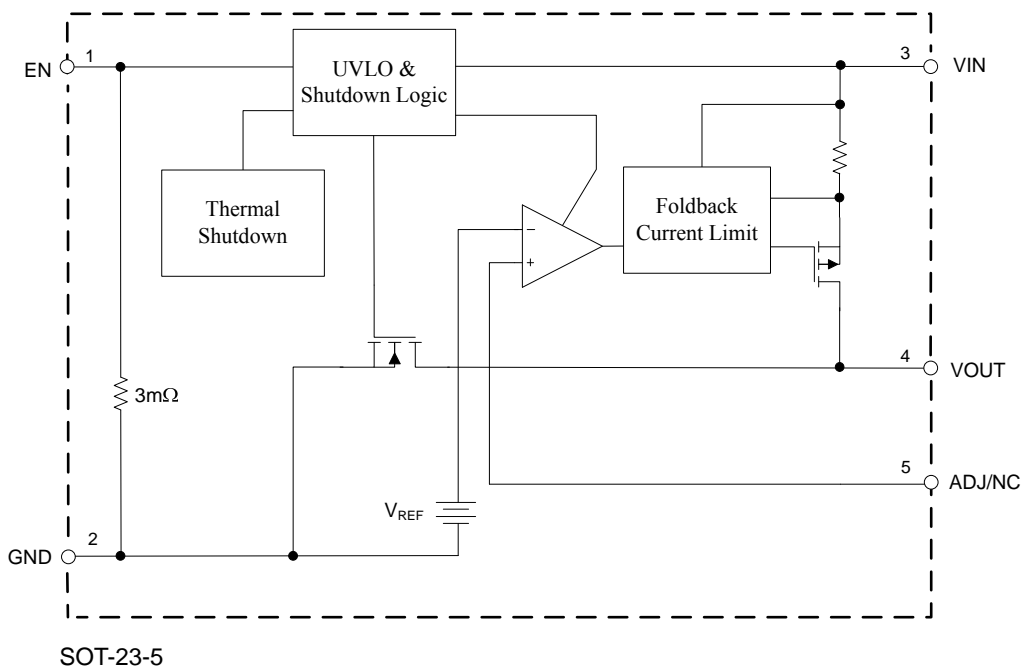 1
EN
UVLO &
Shutdown Logic
3
VIN
Thermal
Shutdown
−
+
Foldback
Current Limit
4
VOUT
3mΩ
5
ADJ/NC
VREF
2
GND
SOT-23-5